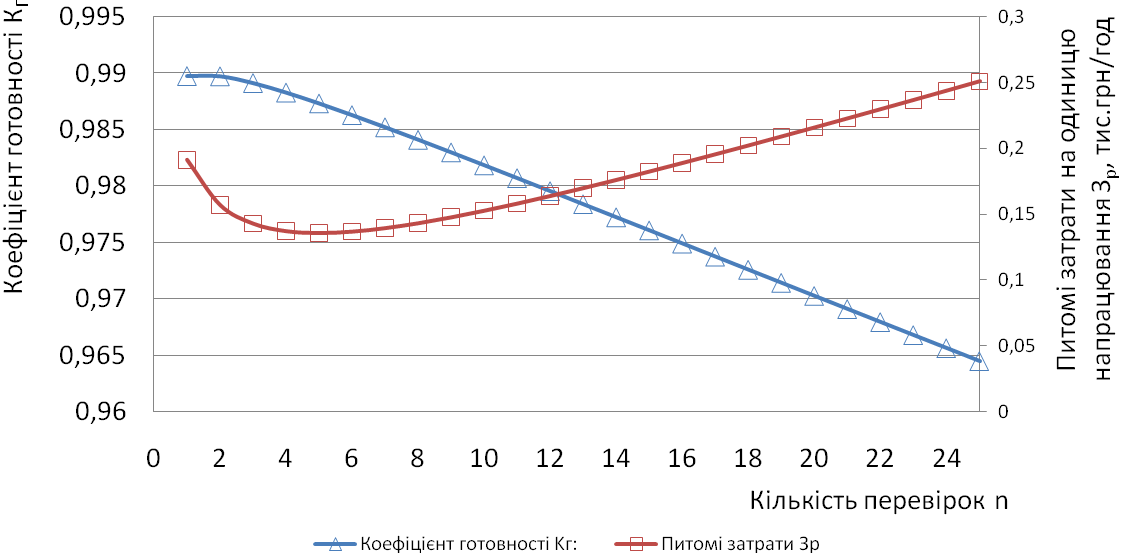 Коефіцієнт готовності Кг
0,995
0,99
0,985
0,98
0,975
0,97
0,965
0,96
0,3
0,25
0,2
0,15
0,1
0,05
0
Питомі затрати на одиницю
напрацювання Зр, тис.грн/год
0 2 4 6 8 10 12 14 16 18 20 22 24
Кількість перевірок n
Коефіцієнт готовності Кг:
Питомі затрати Зр